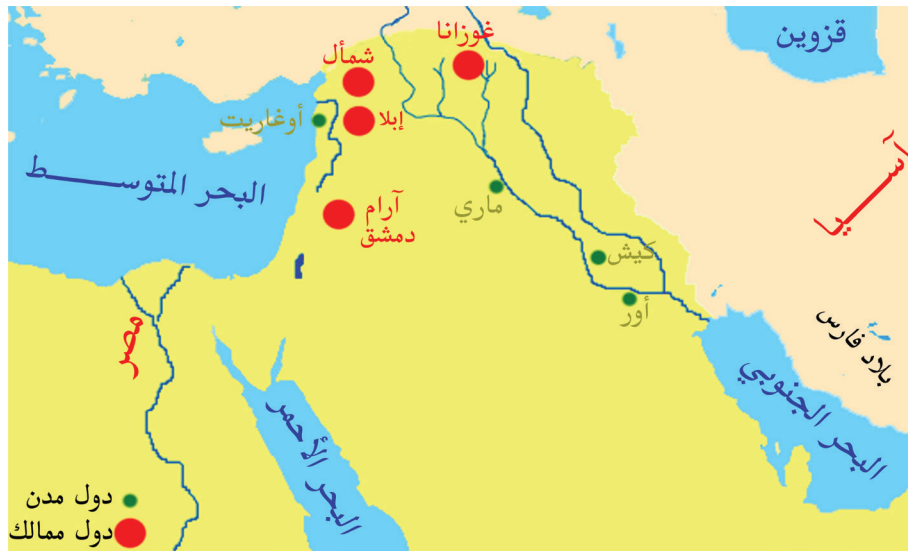 غوزانا
قزوين
شمأل
أوغاريت
إبلا
آسيا
البحر المتوسط
ماري
آرام
دمشق
كيش
أور
مصر
بلاد فارس
البحر الجنوبي
البحر الأحمر
دول مدن
دول ممالك